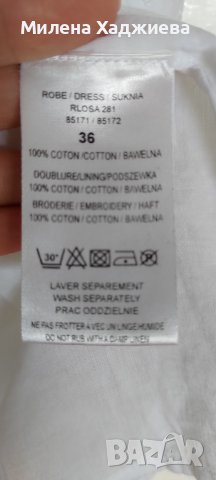 Милена Хаджиева
ROBE / DRESS / SUKNIA
RLOSA 281
85171 / 85172
36
100% COTON /COTTON / BAWELNA
DOUBLURE/LINING/PODSZEWKA
100% COTON /COTTON / BAWELNA
BRODERIE / EMBROIDERY / HAFT
100% COTON /COTTON / BAWELNA
30°
LAVER SEPAREMENT
WASH SEPARATELY
PRAC ODDZIELNIE
NE PAS FROTTER AVEC UN LINGE HUMIDE
DO NOT RUB WITH A DAMP LINEN
BAZAR